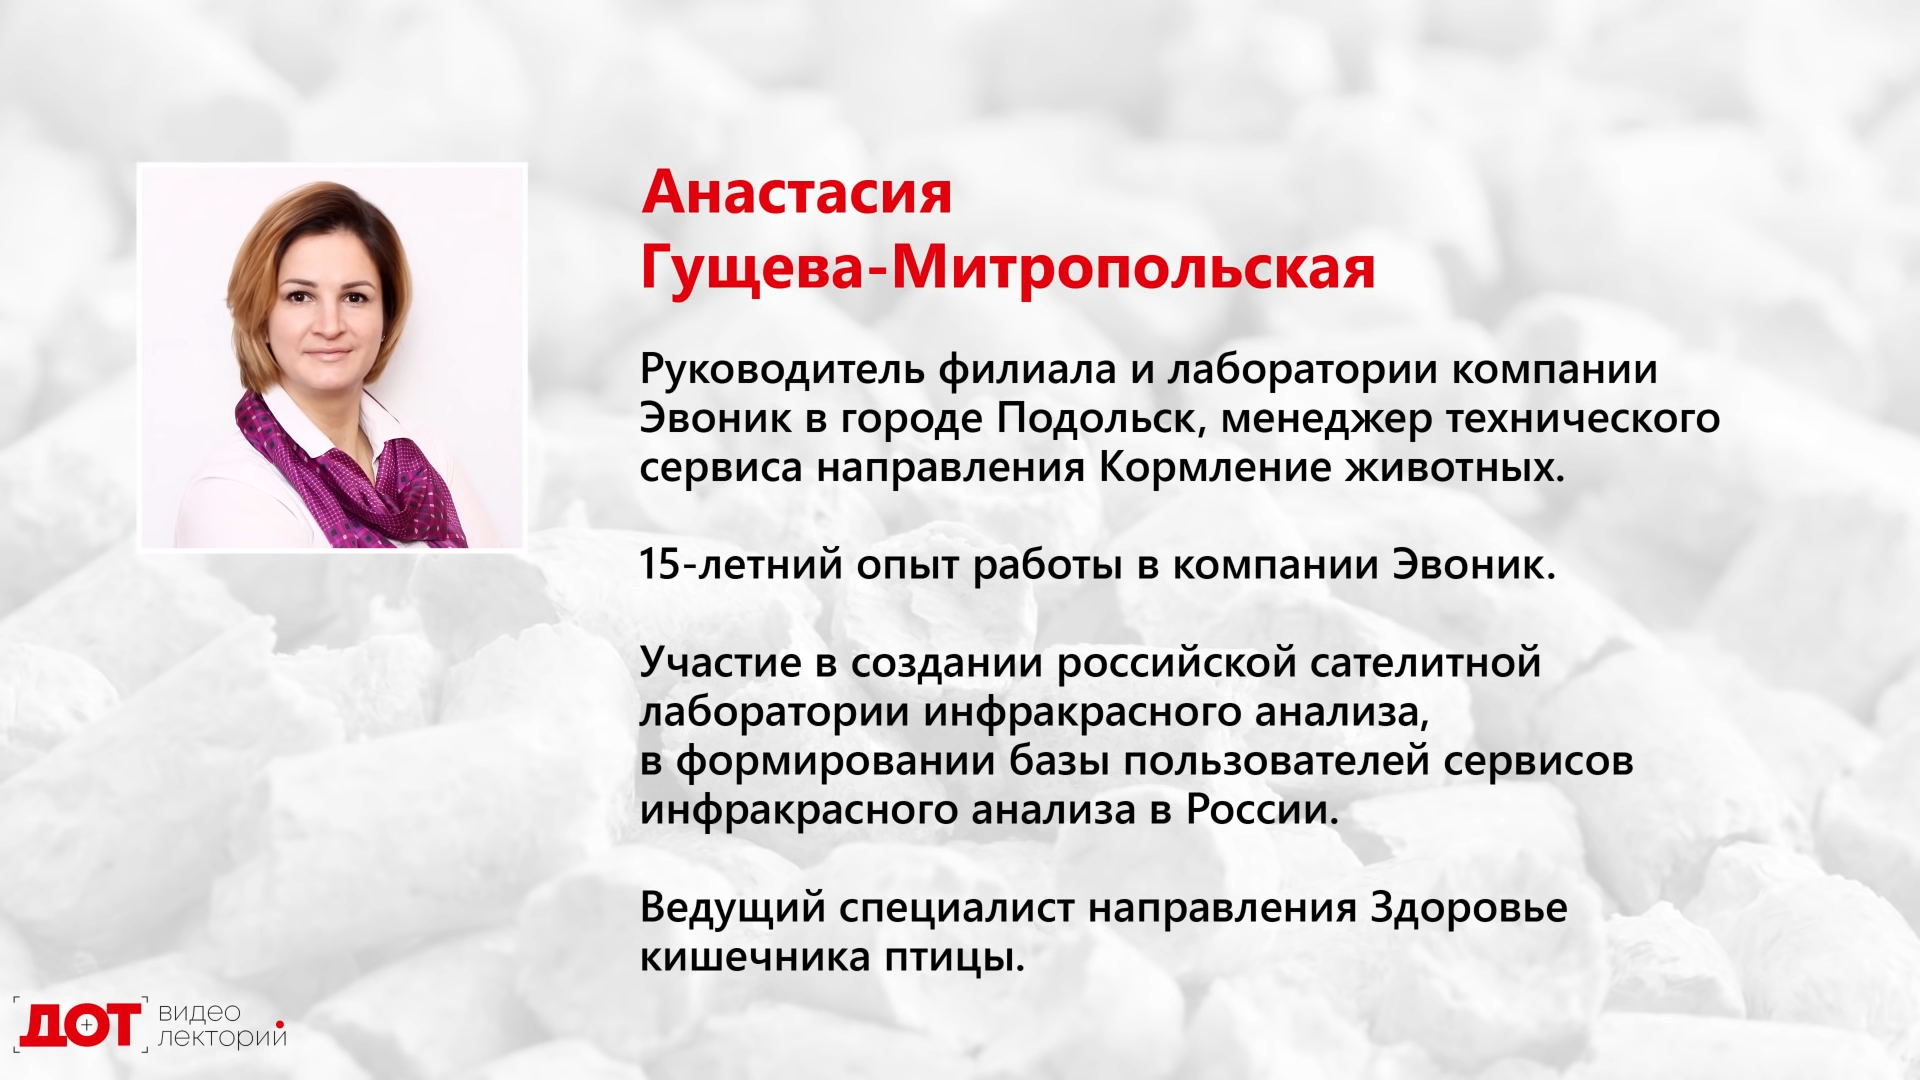 Анастасия
Гущева-Митропольская
Руководитель филиала и лаборатории компании
Эвоник в городе Подольск, менеджер технического
сервиса направления Кормление животных.
15-летний опыт работы в компании Эвоник.
Участие в создании российской сателитной
лаборатории инфракрасного анализа,
в формировании базы пользователей сервисов
инфракрасного анализа в России.
Ведущий специалист направления Здоровье
кишечника птицы.
ДОТ видео
лекторий